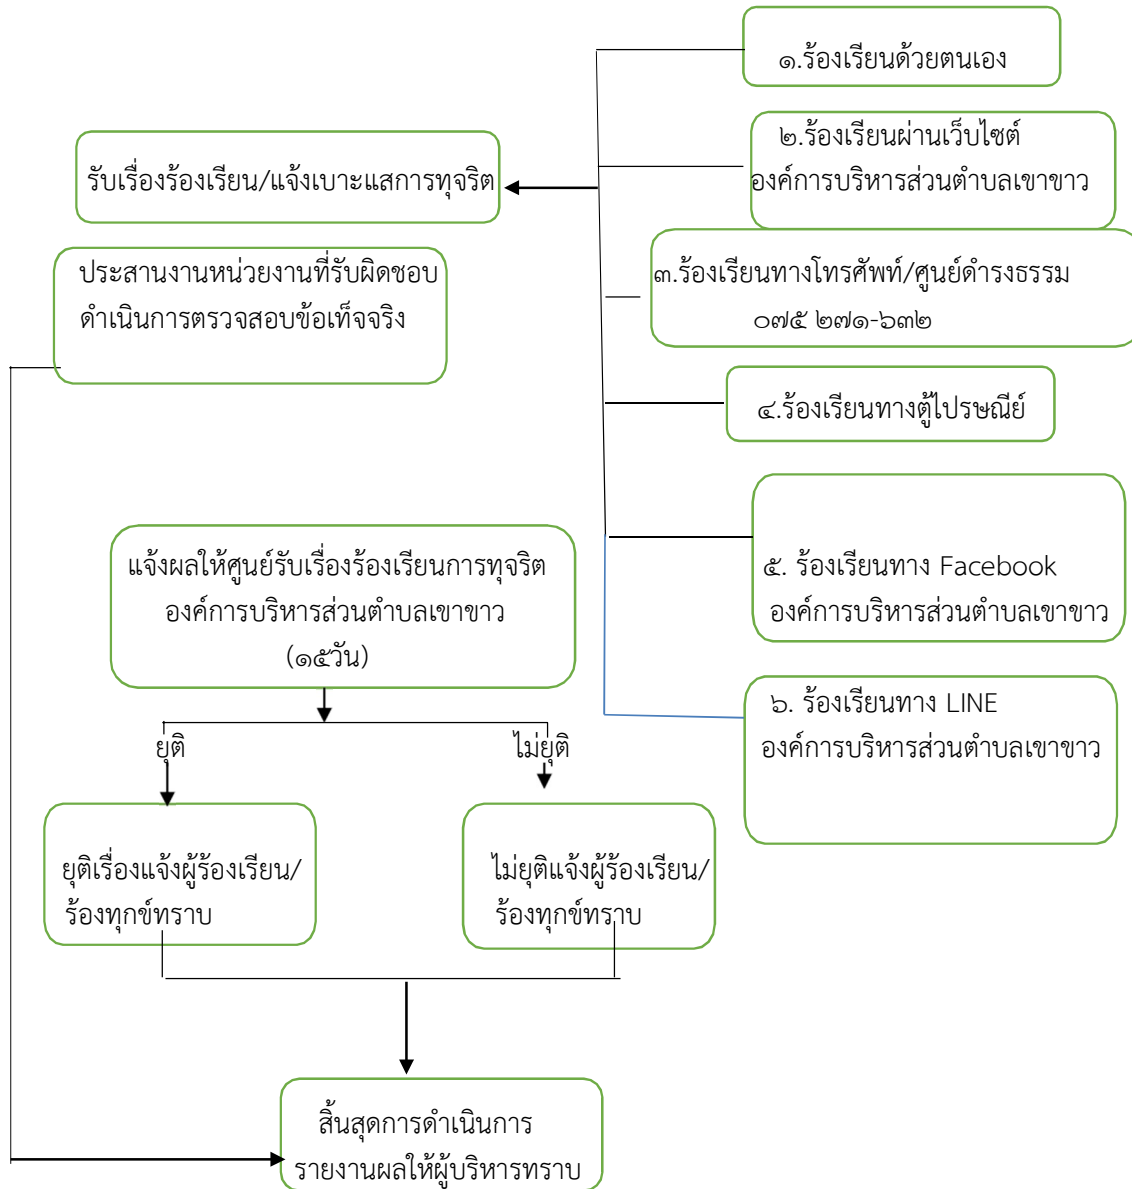 ๑.ร้องเรียนด้วยตนเอง
๒.ร้องเรียนผ่านเว็บไซต์
องค์การบริหารส่วนตำบลเขาขาว
รับเรื่องร้องเรียน/แจ้งเบาะแสการทุจริต
ประสานงานหน่วยงานที่รับผิดชอบ
ดำเนินการตรวจสอบข้อเท็จจริง
๓.ร้องเรียนทางโทรศัพท์/ศูนย์ดำรงธรรม
๐๗๕ ๒๗๑-๖๓๒
๔.ร้องเรียนทางตู้ไปรษณีย์
๕. ร้องเรียนทาง Facebook
องค์การบริหารส่วนตำบลเขาขาว
๖. ร้องเรียนทาง LINE
องค์การบริหารส่วนตำบลเขาขาว
แจ้งผลให้ศูนย์รับเรื่องร้องเรียนการทุจริต
องค์การบริหารส่วนตำบลเขาขาว
(๑๕วัน)
ยุติ
ไม่ยุติ
ยุติเรื่องแจ้งผู้ร้องเรียน/
ร้องทุกข์ทราบ
ไม่ยุติแจ้งผู้ร้องเรียน/
ร้องทุกข์ทราบ
สิ้นสุดการดำเนินการ
รายงานผลให้ผู้บริหารทราบ